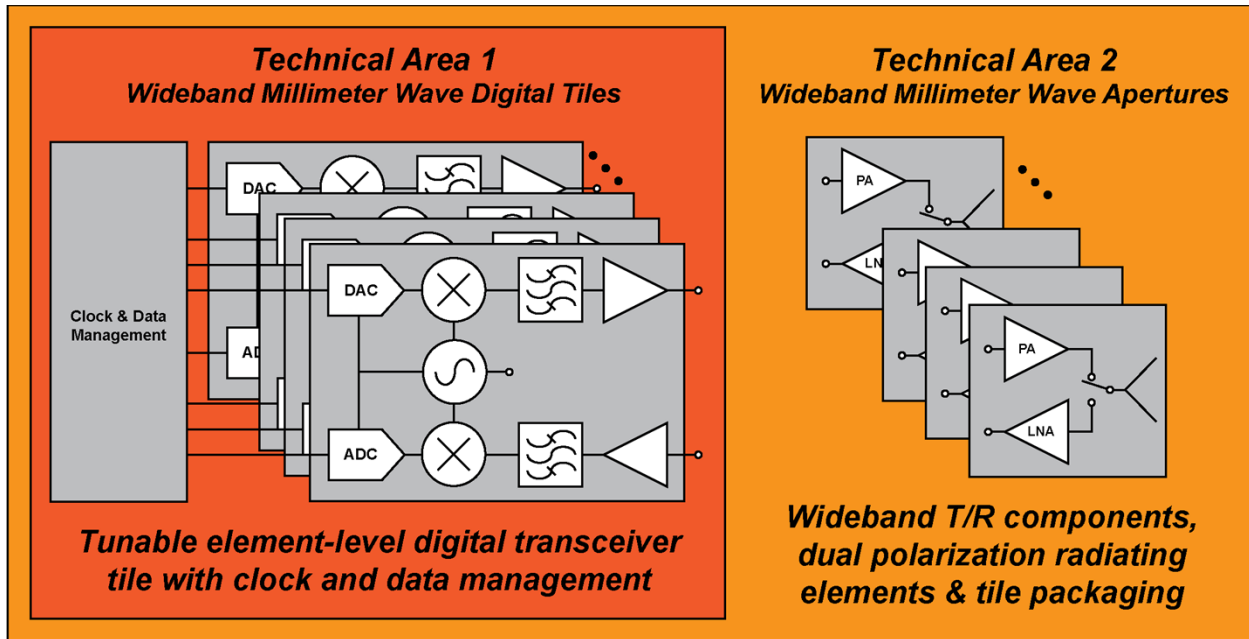 Technical Area 1
Wideband Millimeter Wave Digital Tiles
Clock & Data
Management
DAC
AD
DAC
ADC
Tunable element-level digital transceiver
tile with clock and data management
Technical Area 2
Wideband Millimeter Wave Apertures
PA
LN
PA
LNA
Wideband T/R components,
dual polarization radiating
elements & tile packaging